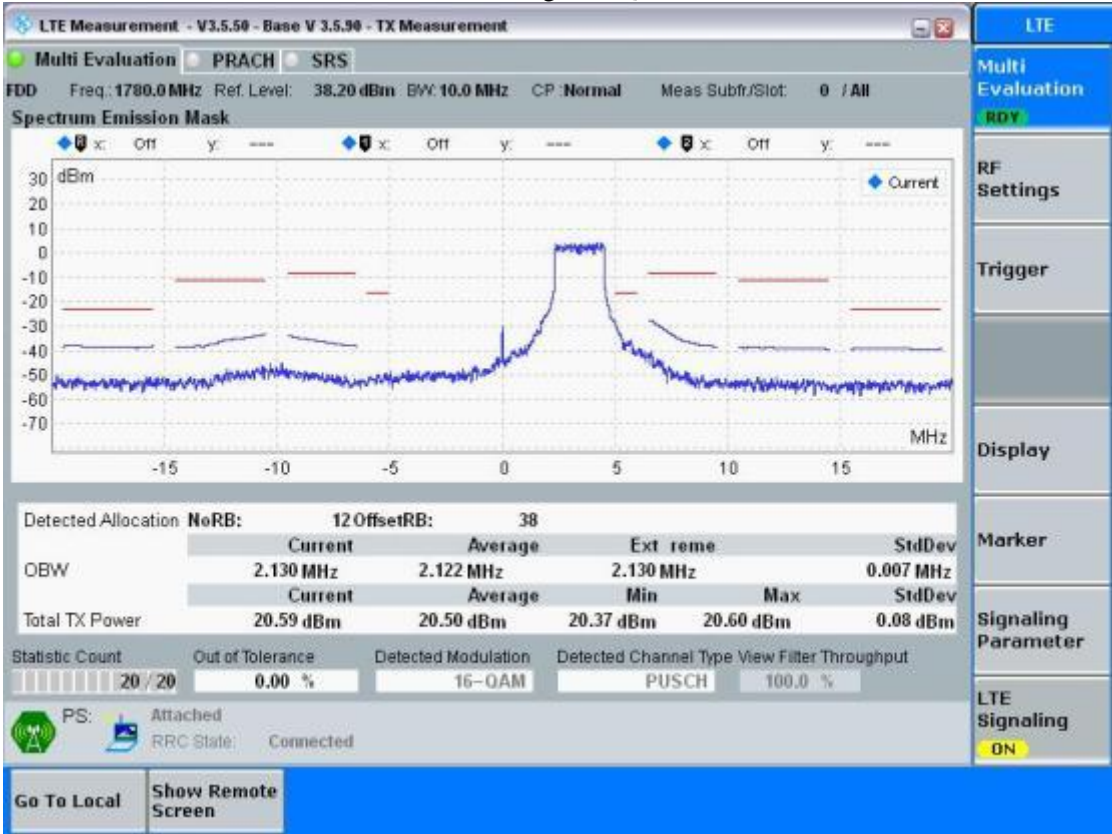 LTE Measurement - V3.5.50 - Base V 3.5.90 - TX Measurement
LTE
Multi Evaluation PRACH SRS
Multi Evaluation
RDY
FDD Freq.: 1780.0 MHz Ref. Level: 38.20 dBm BW: 10.0 MHz CP :Normal Meas Subfr./Slot: 0 / All
Spectrum Emission Mask
x: Off y: --- x: Off y: --- x: Off y: ---
dBm
Current
30
20
10
0
-10
-20
-30
-40
-50
-60
-70
MHz
-15 -10 -5 0 5 10 15
RF Settings
Trigger
Display
Marker
Signaling Parameter
LTE Signaling
ON
Detected Allocation NoRB: 12 OffsetRB: 38
Current Average Ext reme StdDev
OBW 2.130 MHz 2.122 MHz 2.130 MHz 0.007 MHz
Current Average Min Max StdDev
Total TX Power 20.59 dBm 20.50 dBm 20.37 dBm 20.60 dBm 0.08 dBm
Statistic Count Out of Tolerance Detected Modulation Detected Channel Type View Filter Throughput
20 / 20 0.00 % 16-QAM PUSCH 100.0 %
PS: Attached
RRC State: Connected
Go To Local
Show Remote Screen